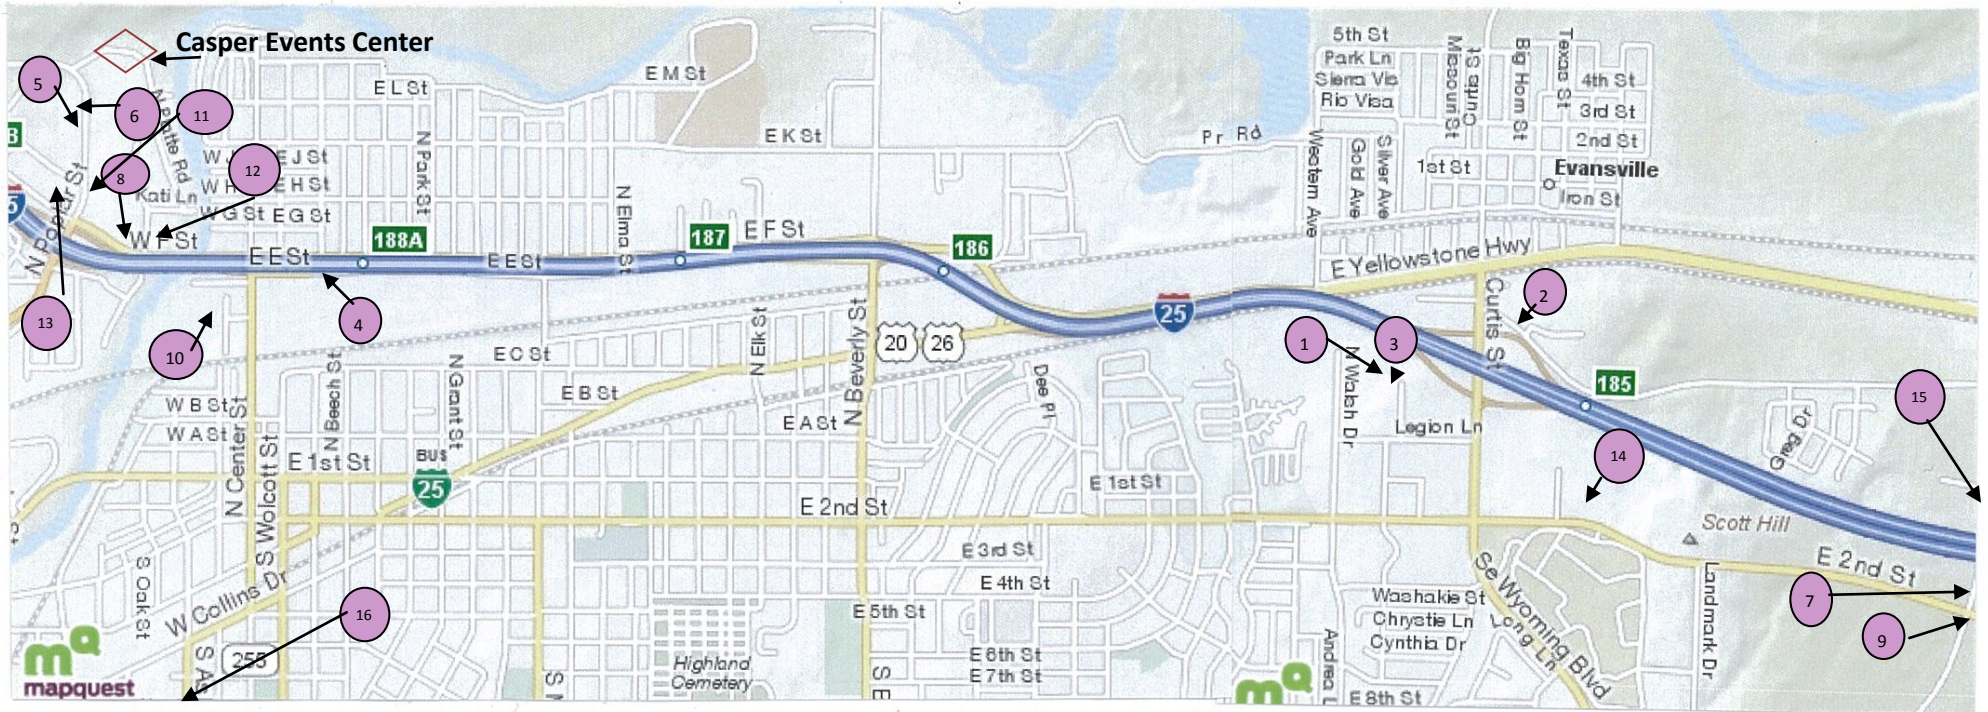 Casper Events Center
5
6
11
8
12
13
10
4
16
1
3
2
14
15
7
9
E L St
E M St
E K St
N Park St
N Elma St
E J St
W H
E H St
Kati Ln
W G St
E G St
W F St
E E St
188A
E E St
187
E F St
186
N Poplar St
Pr Rd
5th St
Park Ln
Sierra Vis
Rio Visa
Missouri St
Curtis St
Big Horn St
Texas St
4th St
3rd St
2nd St
1st St
Evansville
Iron St
Western Ave
Gold Ave
Silver Ave
E Yellowstone Hwy
25
20
26
Curtis St
185
N Walsh Dr
Legion Ln
Greg Dr
E C St
N Elk St
N Beverly St
E B St
E A St
Dee Pl
N Beech St
N Grant St
W B St
W A St
N Center St
S Wolcott St
E 1st St
BUS
25
E 1st St
E 2nd St
Scott Hill
E 2nd St
E 3rd St
E 4th St
E 5th St
E 6th St
E 7th St
E 8th St
S Oak St
W Collins Dr
S As
255
Highland
Cemetery
Washakie St
Chrystie Ln
Cynthia Dr
Se Wyoming Blvd
Long Ln
Landmark Dr
Andrea L
S E
mq
mapquest
mq